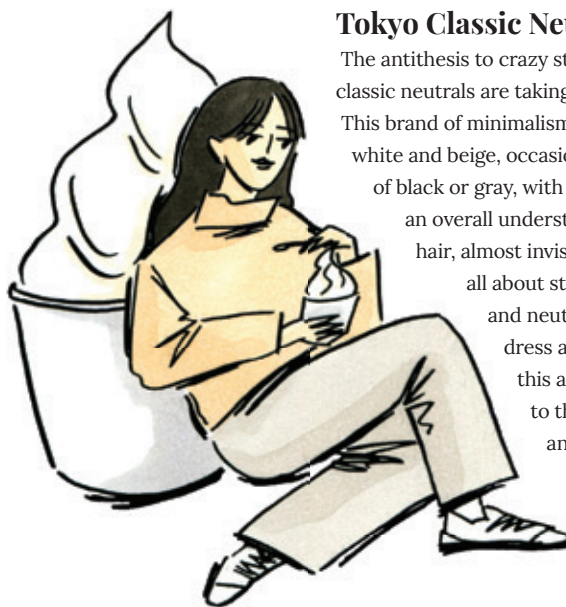 Tokyo Classic Neu
The antithesis to crazy st
classic neutrals are taking
This brand of minimalism
white and beige, occasio
of black or gray, with
an overall underst
hair, almost invis
all about st
and neut
dress a
this a
to th
an